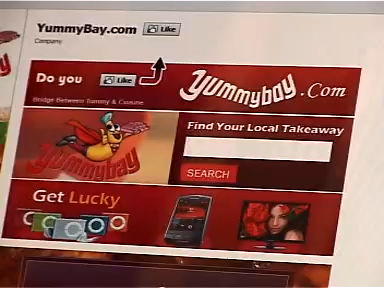 YummyBay.com Like
Company
Do you Like
yummybay.Com
Bridge Between Yummy & Cuisine
Find Your Local Takeaway
yummybay
SEARCH
Get Lucky